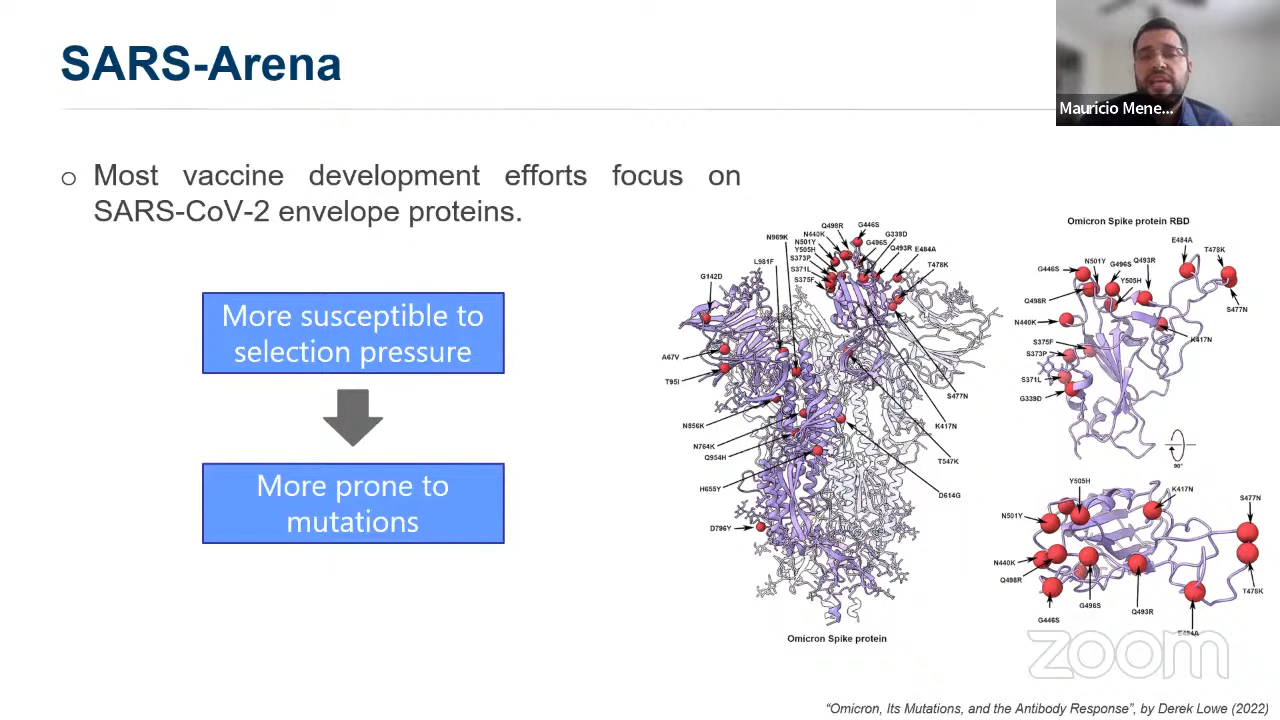 SARS-Arena
Mauricio Mene...
o Most vaccine development efforts focus on
SARS-CoV-2 envelope proteins.
More susceptible to
selection pressure
More prone to
mutations
Q498R
G446S
N440K
G339D
N969K
N501Y
G496S
Y505H
Q493R
E484A
S373P
L981F
S371L
T478K
G142D
S375F
A67V
T95I
S477N
N856K
K417N
N764K
Q954H
T547K
H655Y
D614G
D796Y
Omicron Spike protein
Omicron Spike protein RBD
E484A
T478K
G446S
N501Y
G496S
Q493R
Y505H
Q498R
S477N
N440K
K417N
S375F
S373P
S371L
G339D
90°
Y505H
K417N
S477N
N501Y
N440K
Q498R
T478K
G496S
Q493R
G446S
E484A
zoom
“Omicron, Its Mutations, and the Antibody Response”, by Derek Lowe (2022)